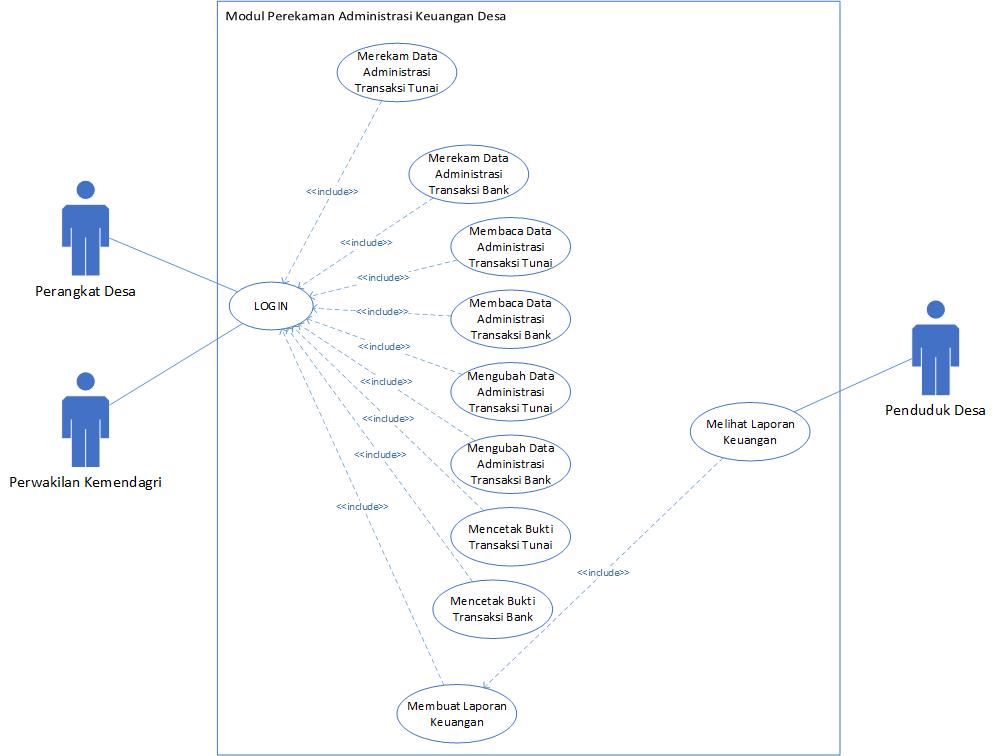 Modul Perekaman Administrasi Keuangan Desa
Merekam Data
Administrasi
Transaksi Tunai
Merekam Data
Administrasi
Transaksi Bank
<<include>>
Membaca Data
Administrasi
Transaksi Tunai
<<include>>
<<include>>
Perangkat Desa
LOGIN
Membaca Data
Administrasi
Transaksi Bank
<<include>>
<<include>>
Mengubah Data
Administrasi
Transaksi Tunai
<<include>>
Penduduk Desa
<<include>>
Melihat Laporan
Keuangan
Mengubah Data
Administrasi
Transaksi Bank
<<include>>
Perwakilan Kemendagri
<<include>>
Mencetak Bukti
Transaksi Tunai
<<include>>
Mencetak Bukti
Transaksi Bank
Membuat Laporan
Keuangan